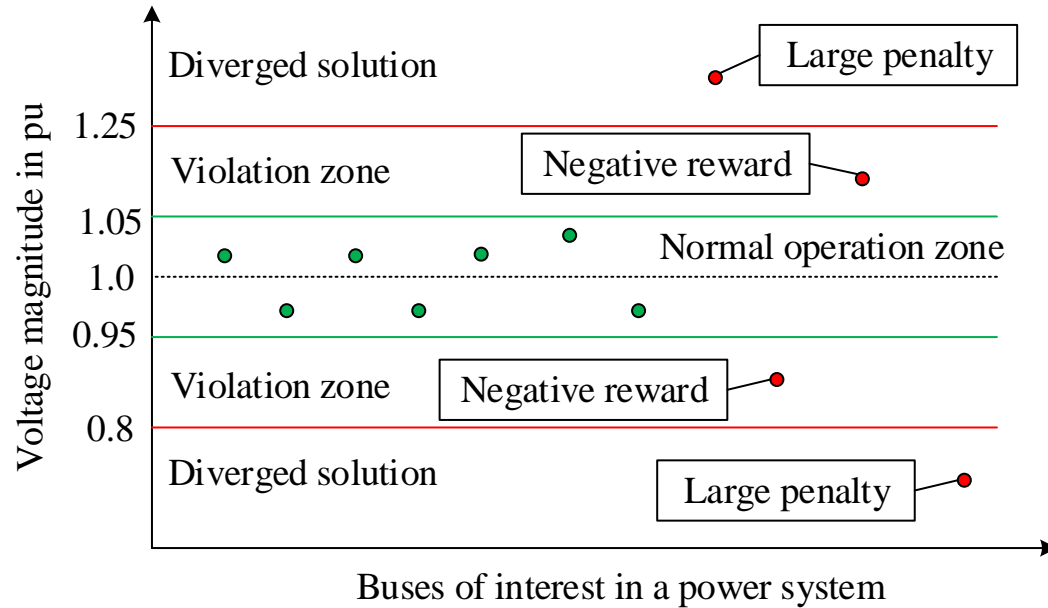 Diverged solution
Large penalty
1.25
Violation zone
Negative reward
1.05
Normal operation zone
1.0
0.95
Violation zone
Negative reward
0.8
Diverged solution
Large penalty
Voltage magnitude in pu
Buses of interest in a power system